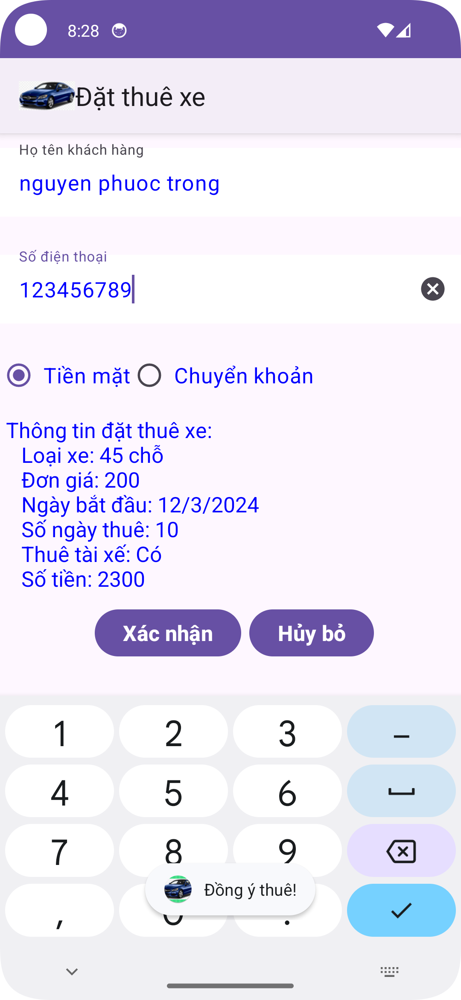 8:28
Đặt thuê xe
Họ tên khách hàng
nguyen phuoc trong
Số điện thoại
123456789
Tiền mặt Chuyển khoản
Thông tin đặt thuê xe:
Loại xe: 45 chỗ
Đơn giá: 200
Ngày bắt đầu: 12/3/2024
Số ngày thuê: 10
Thuê tài xế: Có
Số tiền: 2300
Xác nhận Hủy bỏ
1 2 3 –
4 5 6
7 8 9
Đồng ý thuê!
, 0 .